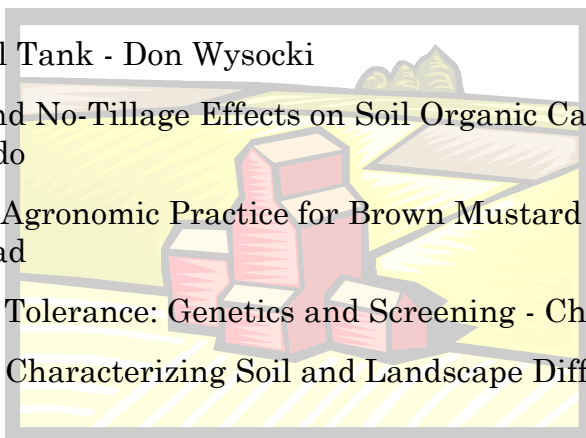 l Tank - Don Wysocki
nd No-Tillage Effects on Soil Organic Ca
do
Agronomic Practice for Brown Mustard
ad
Tolerance: Genetics and Screening - Ch
Characterizing Soil and Landscape Diff